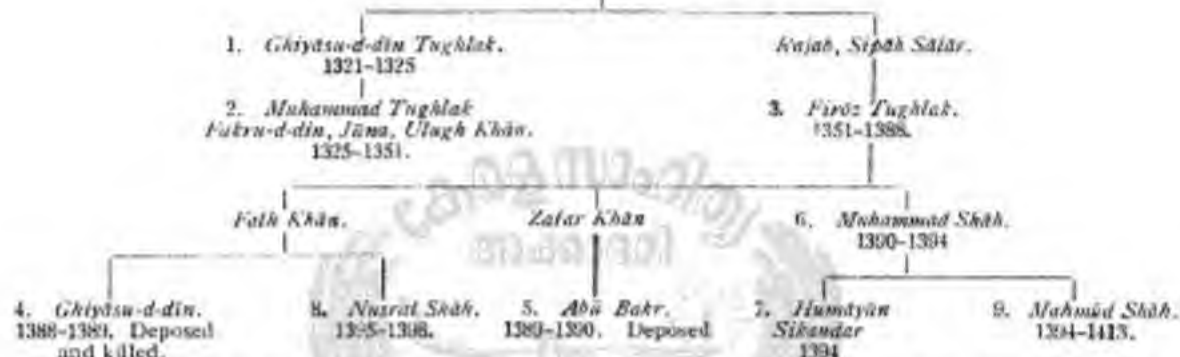 1. Ghiyāsu-d-dīn Tughlak.
1321-1325
Rajab, Sipāh Sālār.
2. Muhammad Tughlak
Fakru-d-dīn, Jūna, Ulugh Khān.
1325-1351.
3. Fīrōz Tughlak.
1351-1388.
Fath Khān.
Zafar Khān
6. Muhammad Shāh.
1390-1394
4. Ghiyāsu-d-dīn.
1388-1389. Deposed
and killed.
8. Nusrat Shāh.
1395-1398.
5. Abū Bakr.
1389-1390. Deposed
7. Humāyūn
Sikandar
1394
9. Mahmūd Shāh.
1394-1413.